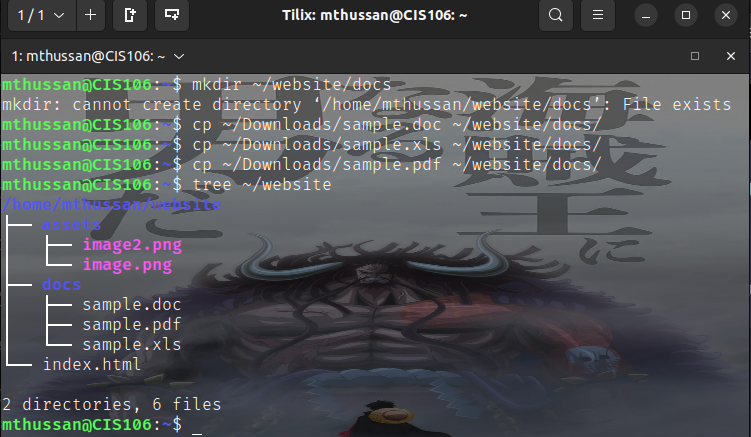 1 / 1
Tilix: mthussan@CIS106: ~
1: mthussan@CIS106: ~
mthussan@CIS106:~$ mkdir ~/website/docs
mkdir: cannot create directory ‘/home/mthussan/website/docs’: File exists
mthussan@CIS106:~$ cp ~/Downloads/sample.doc ~/website/docs/
mthussan@CIS106:~$ cp ~/Downloads/sample.xls ~/website/docs/
mthussan@CIS106:~$ cp ~/Downloads/sample.pdf ~/website/docs/
mthussan@CIS106:~$ tree ~/website
/home/mthussan/website
├── assets
│   ├── image2.png
│   └── image.png
├── docs
│   ├── sample.doc
│   ├── sample.pdf
│   └── sample.xls
└── index.html
2 directories, 6 files
mthussan@CIS106:~$ _